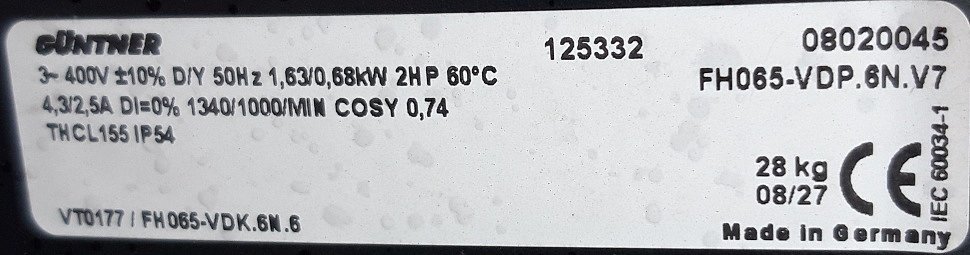 GÜNTNER
125332
08020045
3~ 400V ±10% D/Y 50Hz 1,63/0,68kW 2HP 60°C
FH065-VDP.6N.V7
4,3/2,5A DI=0% 1340/1000/MIN COSY 0,74
THCL155 IP54
28 kg
08/27
CE
IEC 60034-1
VT0177 / FH065-VDK.6N.6
Made in Germany